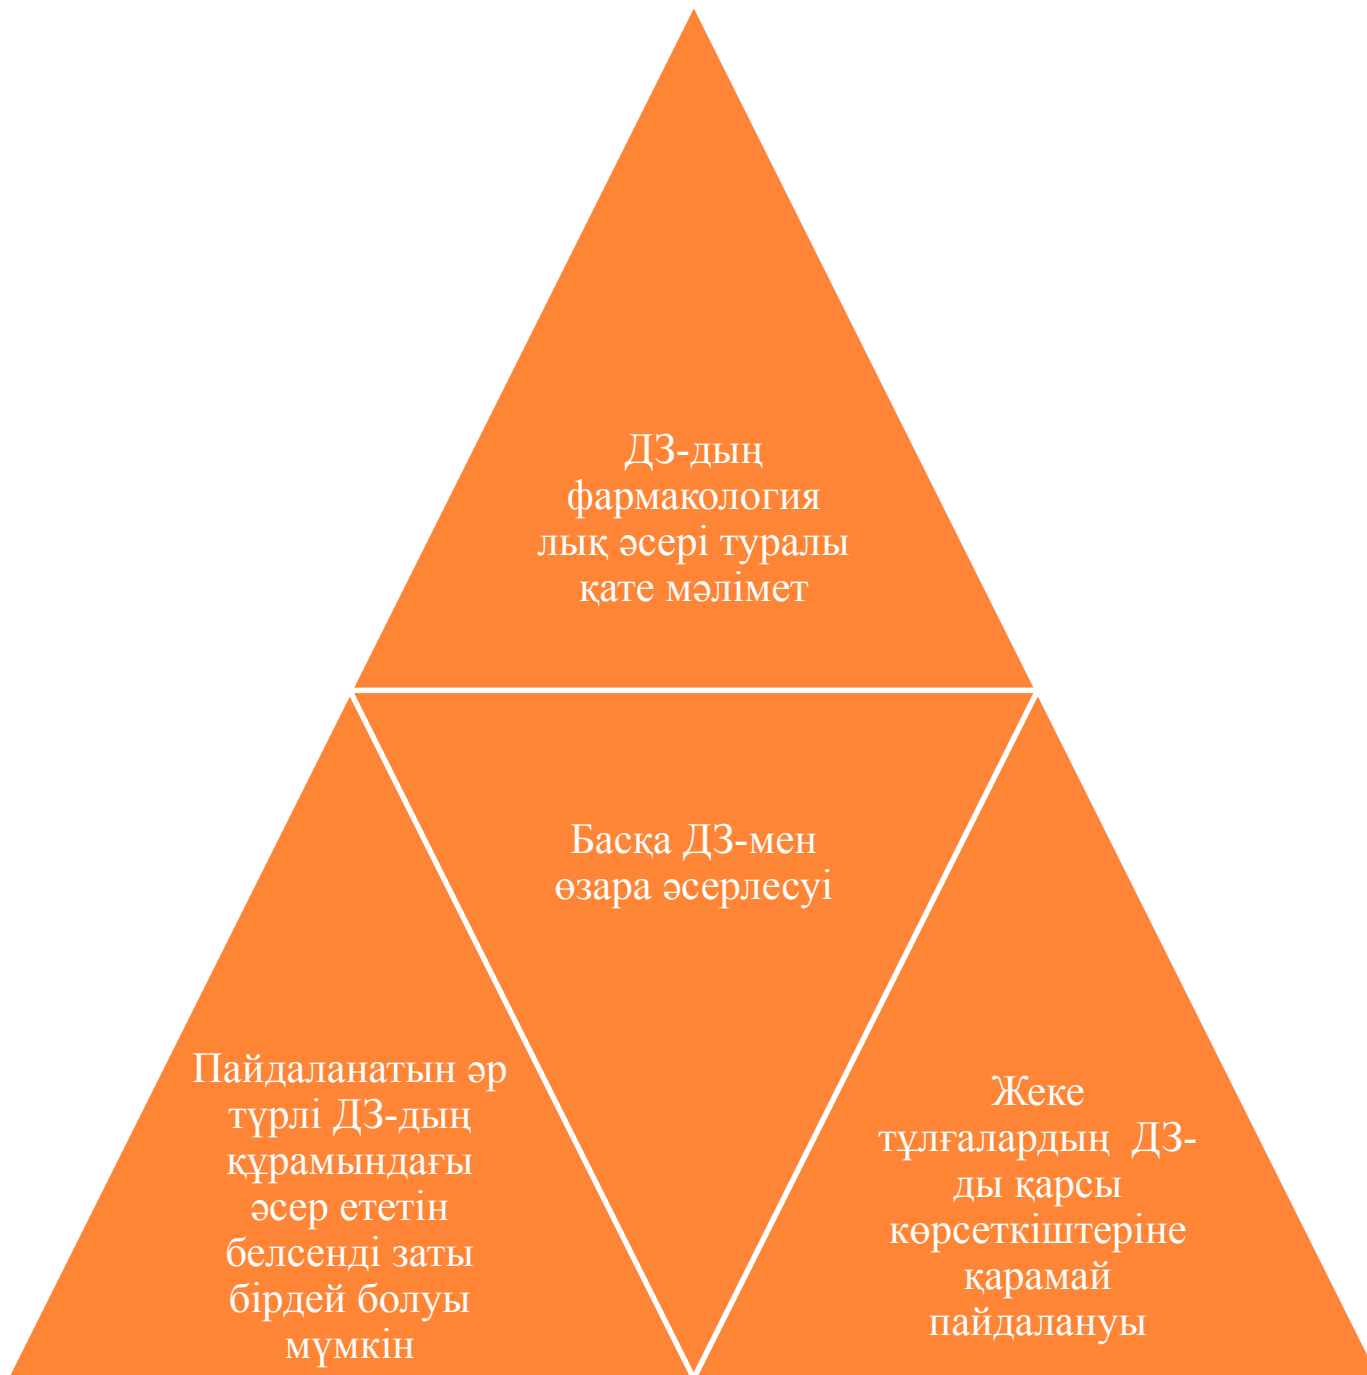 ДЗ-дың
фармакология
лық әсері туралы
қате мәлімет
Басқа ДЗ-мен
өзара әсерлесуі
Пайдаланатын әр
түрлі ДЗ-дың
құрамындағы
әсер ететін
белсенді заты
бірдей болуы
мүмкін
Жеке
тұлғалардың  ДЗ-
ды қарсы
көрсеткіштеріне
қарамай
пайдалануы